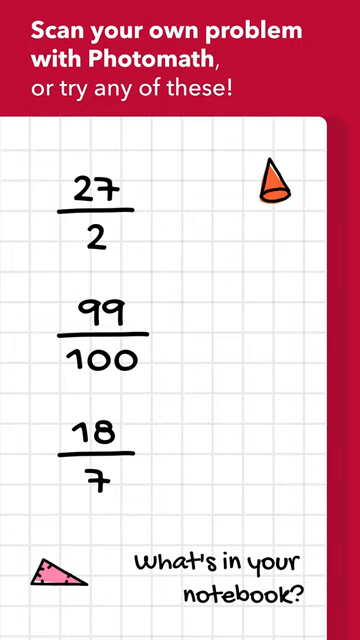 Scan your own problem
with Photomath,
or try any of these!
27
2
99
100
18
7
What's in your
notebook?